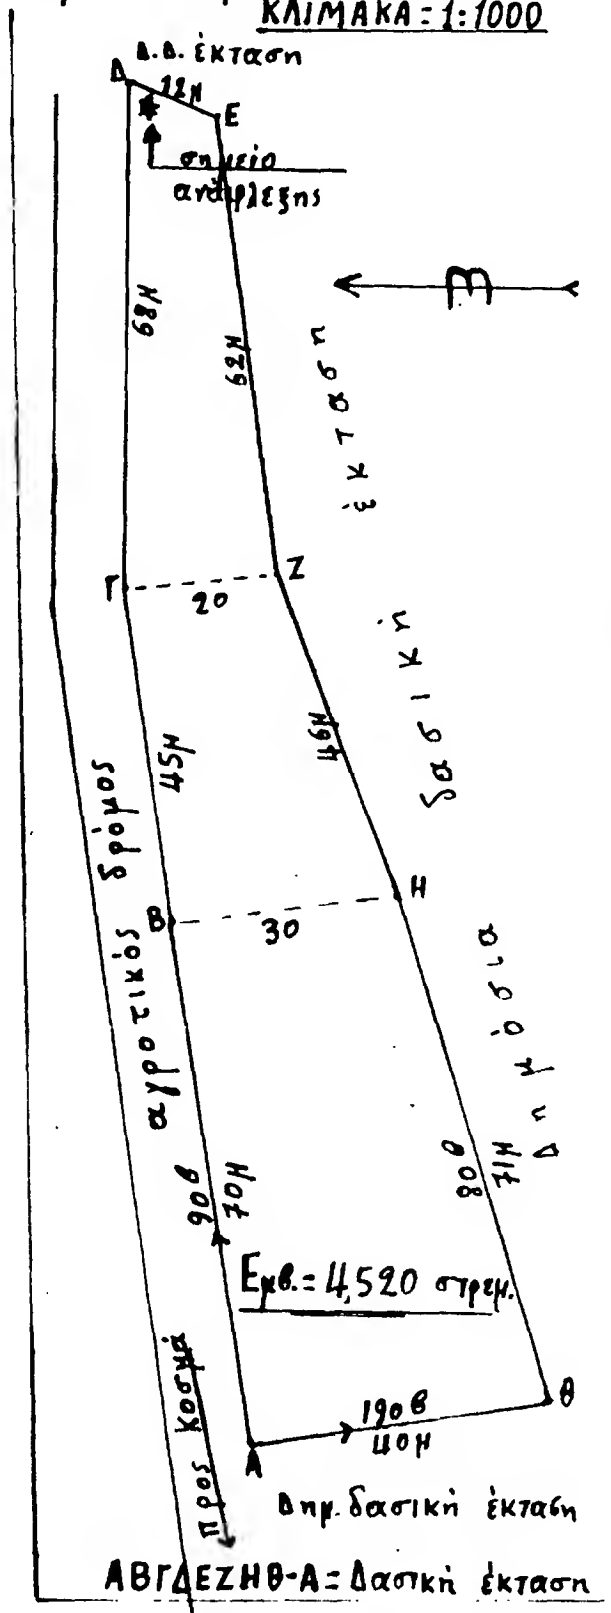 ΚΛΙΜΑΚΑ = 1:1000
Δ.Δ. έκταση
Δ
12μ
Ε
σημείο
ανάφλεξης
68μ
62μ
Γ
20
Ζ
45μ
46μ
Β
30
Η
αγροτικός δρόμος
Δημόσια δασική έκταση
90θ
70μ
80θ
71μ
Εμβ. = 4,520 στρεμ.
Προς Κοσμά
190θ
40μ
Α
Θ
Δημ. δασική έκταση
ΑΒΓΔΕΖΗΘ-Α = Δασική έκταση